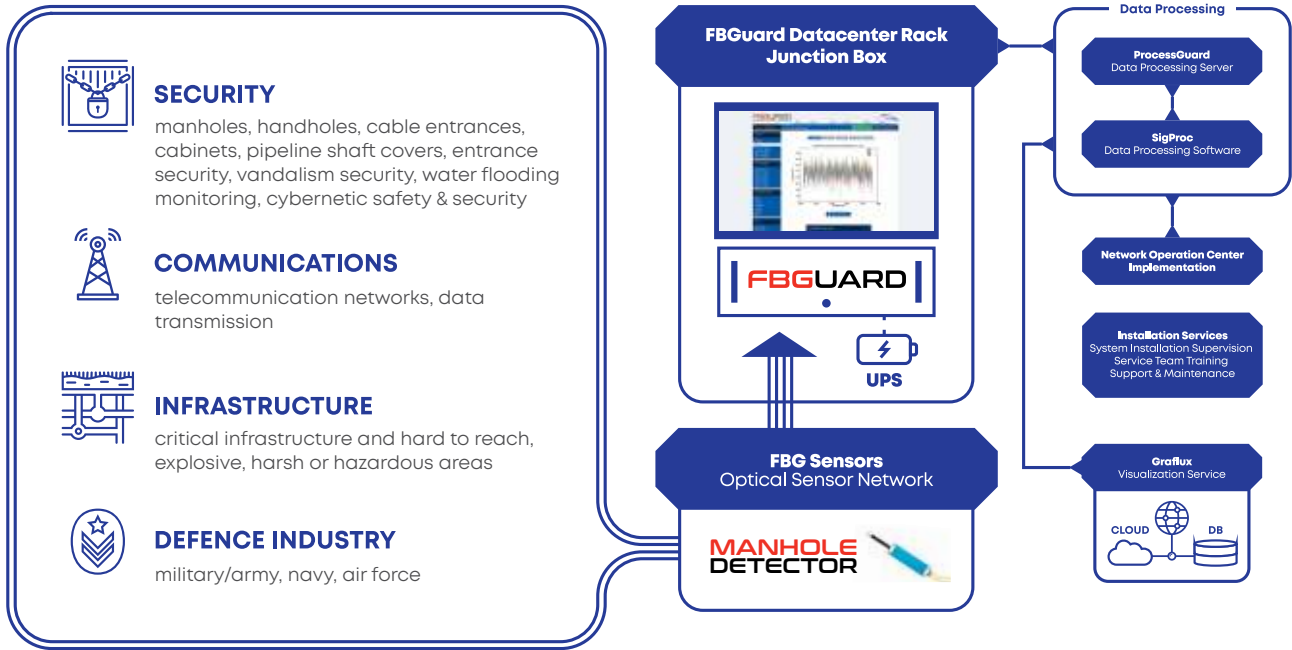 SECURITY
manholes, handholes, cable entrances,
cabinets, pipeline shaft covers, entrance
security, vandalism security, water flooding
monitoring, cybernetic safety & security
COMMUNICATIONS
telecommunication networks, data
transmission
INFRASTRUCTURE
critical infrastructure and hard to reach,
explosive, harsh or hazardous areas
DEFENCE INDUSTRY
military/army, navy, air force
FBGuard Datacenter Rack
Junction Box
FBGUARD
UPS
FBG Sensors
Optical Sensor Network
MANHOLE
DETECTOR
Data Processing
ProcessGuard
Data Processing Server
SigProc
Data Processing Software
Network Operation Center
Implementation
Installation Services
System Installation Supervision
Service Team Training
Support & Maintenance
Graflux
Visualization Service
CLOUD
DB